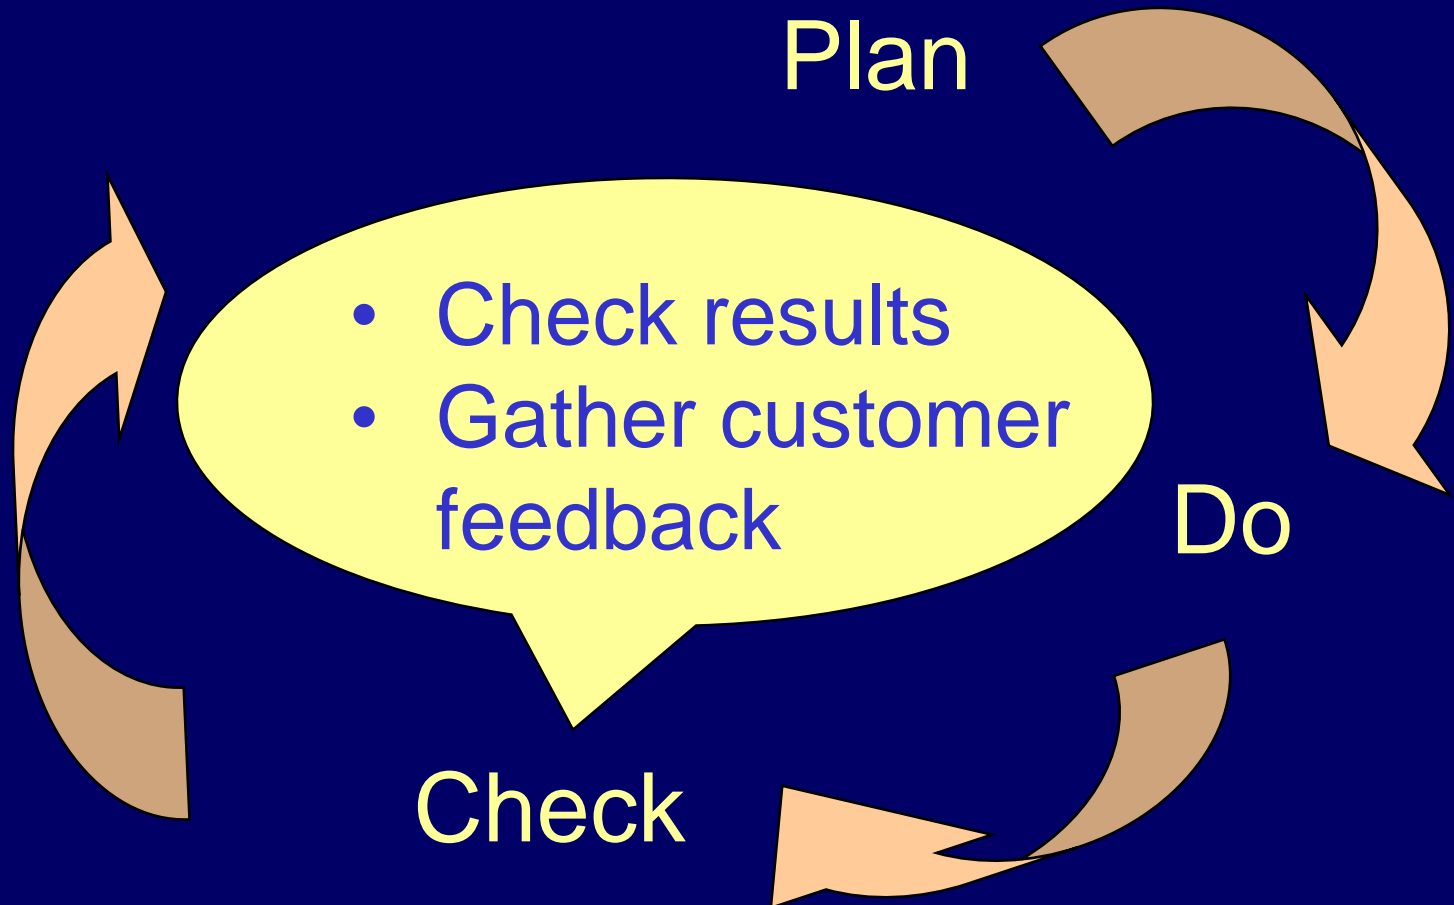 Plan
• Check results
• Gather customer
feedback
Do
Check